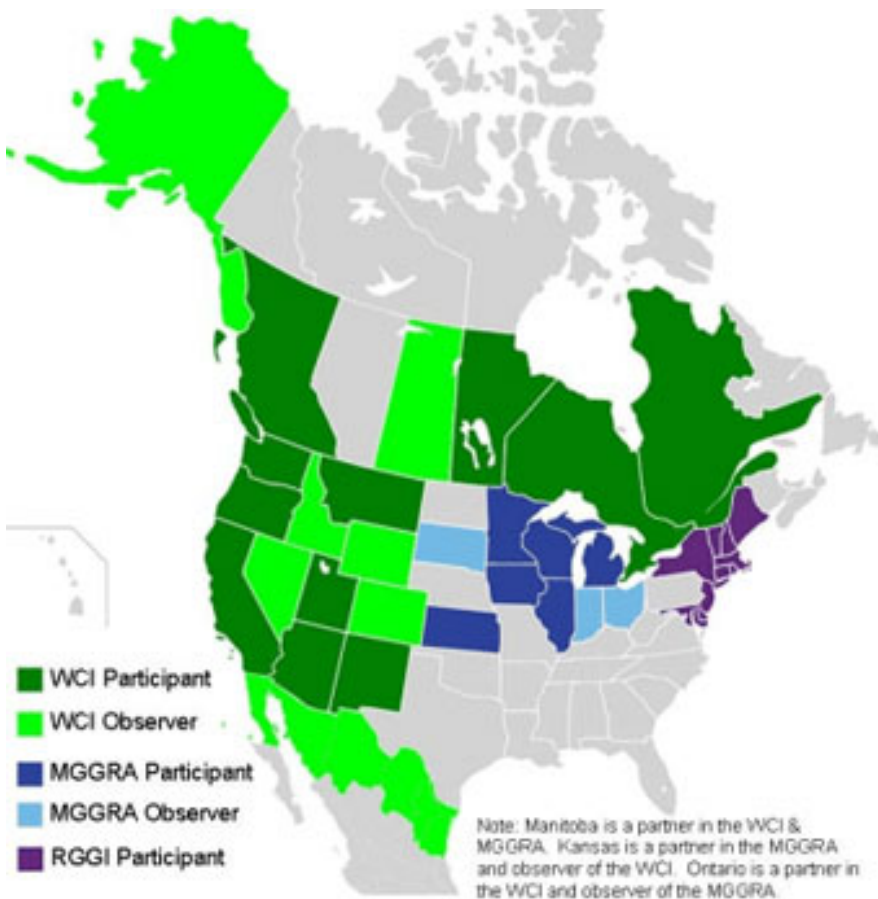 WCI Participant
WCI Observer
MGGRA Participant
MGGRA Observer
RGGI Participant
Note: Manitoba is a partner in the WCI &
MGGRA. Kansas is a partner in the MGGRA
and observer of the WCI. Ontario is a partner in
the WCI and observer of the MGGRA.